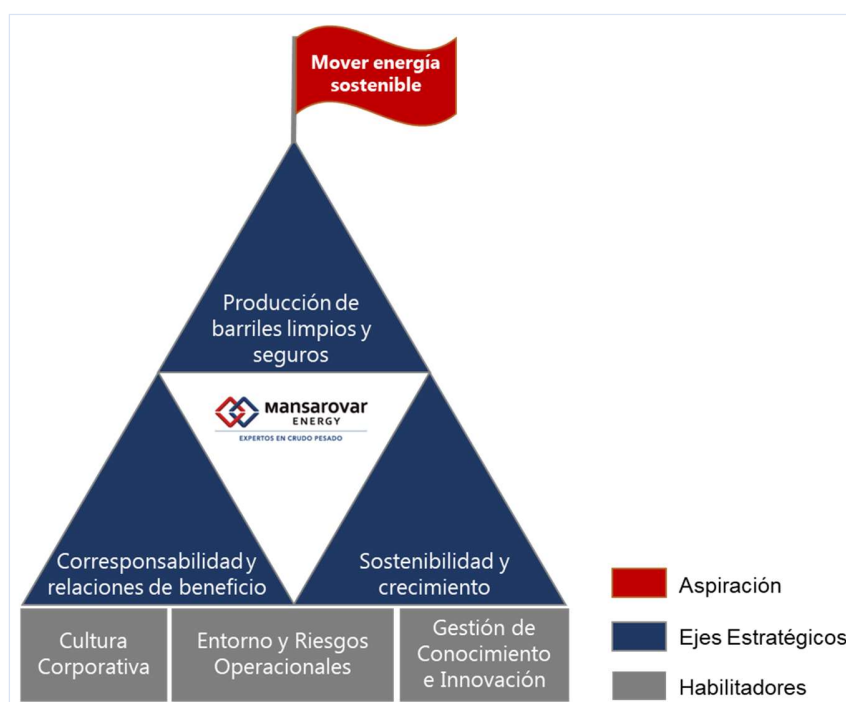 Mover energía
sostenible
Producción de
barriles limpios y
seguros
mansarovar
ENERGY
EXPERTOS EN CRUDO PESADO
Corresponsabilidad y
relaciones de beneficio
Sostenibilidad y
crecimiento
Cultura
Corporativa
Entorno y Riesgos
Operacionales
Gestión de
Conocimiento
e Innovación
Aspiración
Ejes Estratégicos
Habilitadores